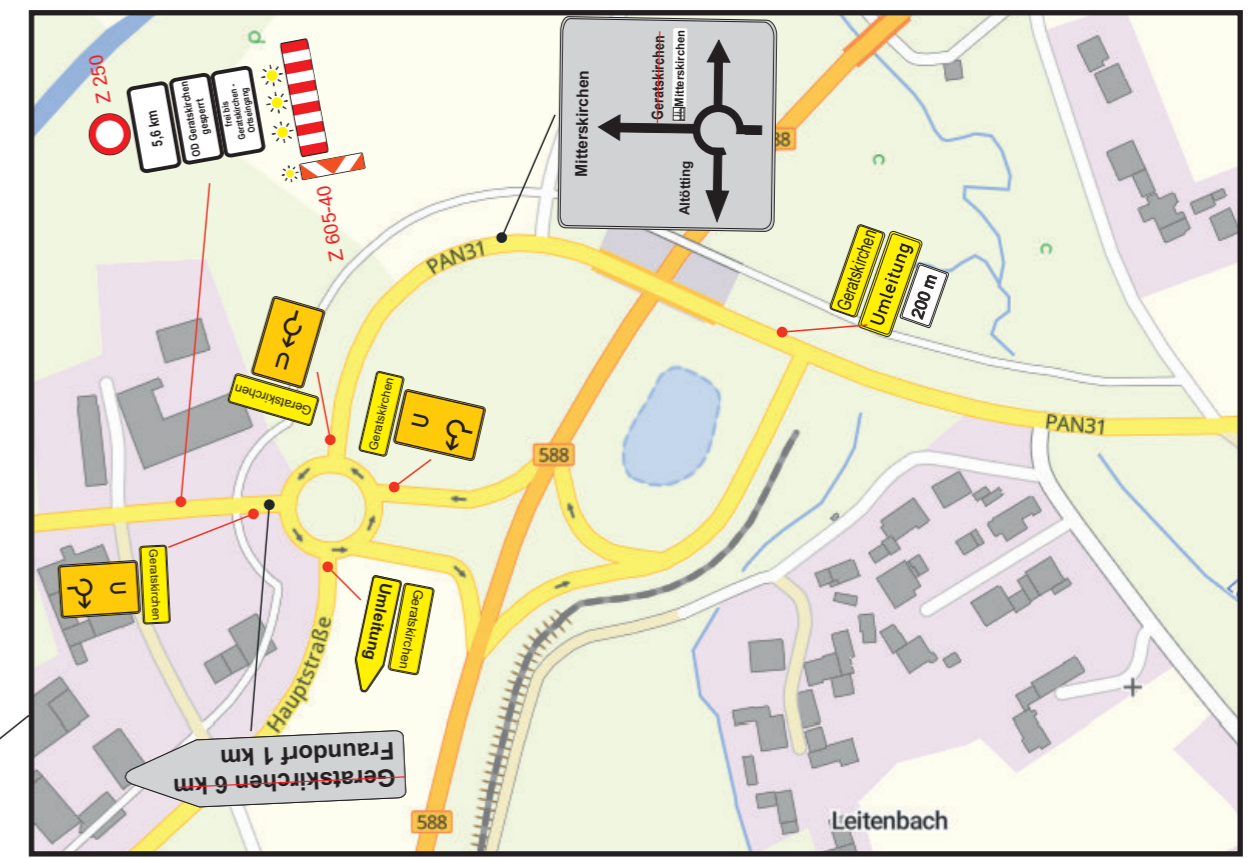 Z 250
5,6 km
OD Geratskirchen
gesperrt
frei bis
Geratskirchen -
Ortseingang
Z 605-40
d
Mitterskirchen
Geratskirchen
Mitterskirchen
Altötting
88
c
c
PAN31
Geratskirchen
Umleitung
200 m
U
Geratskirchen
Geratskirchen
U
588
PAN31
Geratskirchen
U
Geratskirchen
Umleitung
Hauptstraße
Geratskirchen 6 km
Fraundorf 1 km
588
Leitenbach